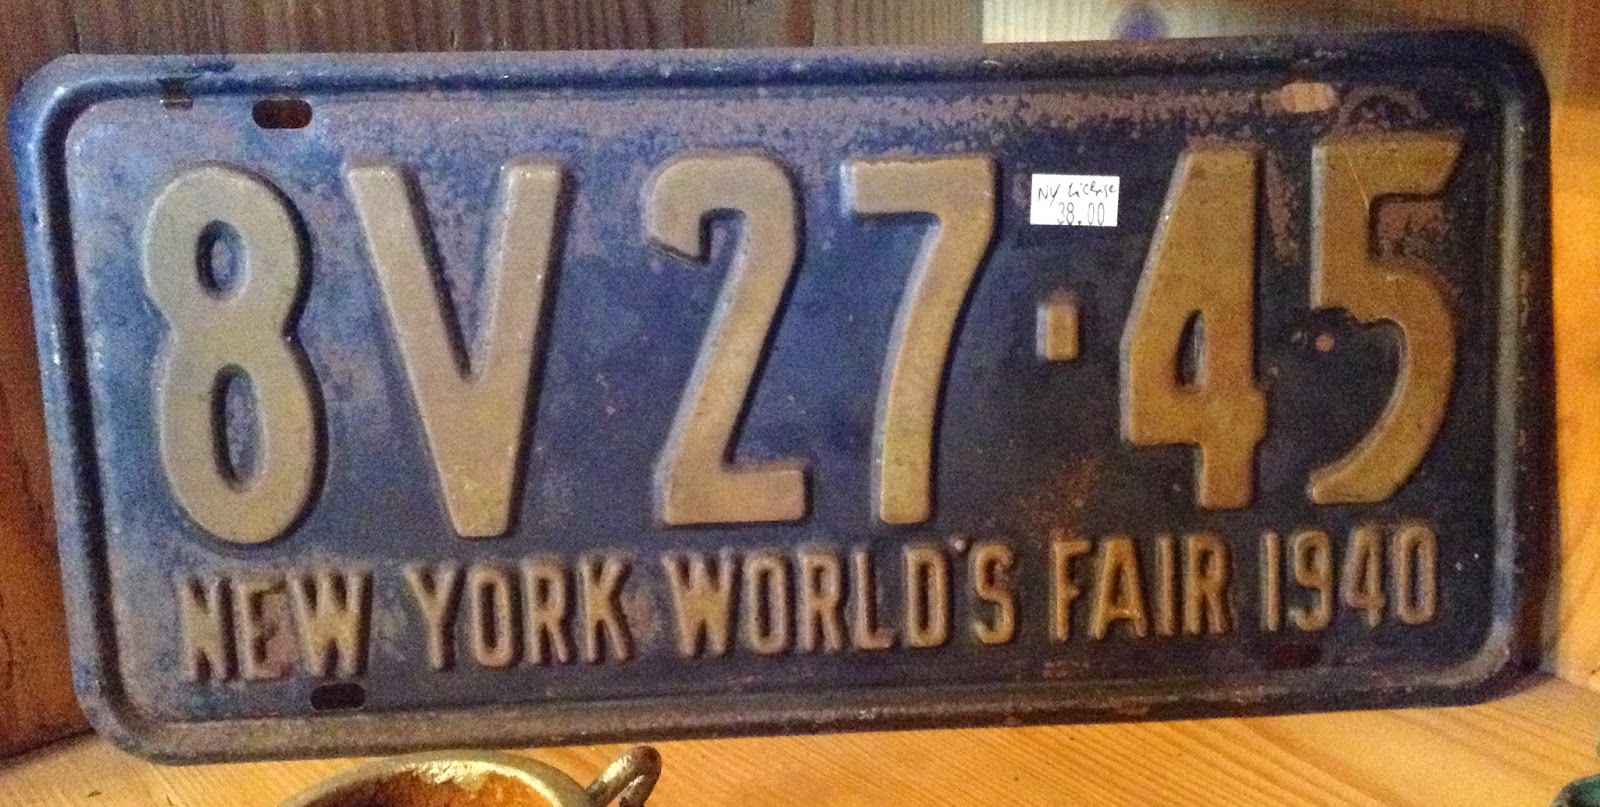 8V27·45
NY License
38.00
NEW YORK WORLD'S FAIR 1940